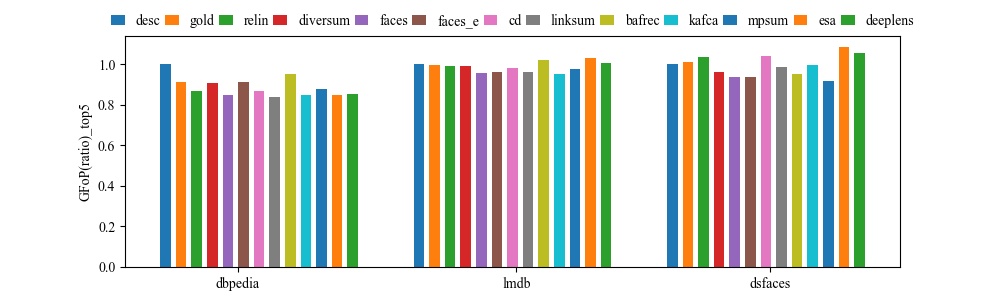 desc gold relin diversum faces faces_e cd linksum bafrec kafca mpsum esa deeplens
1.0
0.8
0.6
0.4
0.2
0.0
GFoP(ratio)_top5
dbpedia lmdb dsfaces